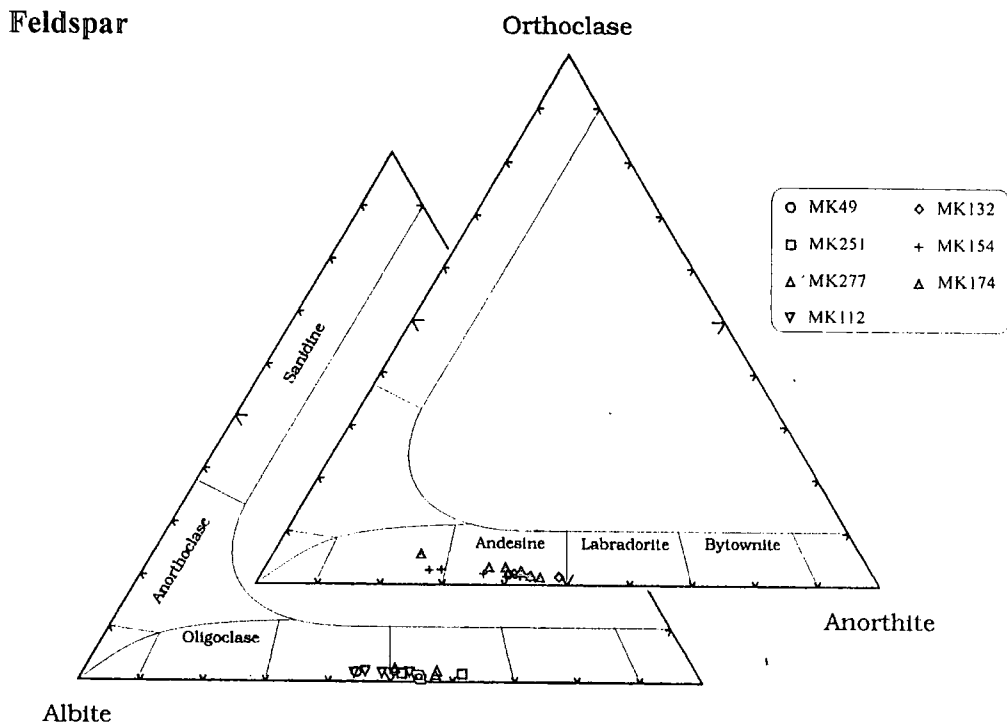 Feldspar
Orthoclase
Sanidine
Anorthoclase
Oligoclase
Andesine
Labradorite
Bytownite
Anorthite
Albite
MK49
MK132
MK251
MK154
MK277
MK174
MK112